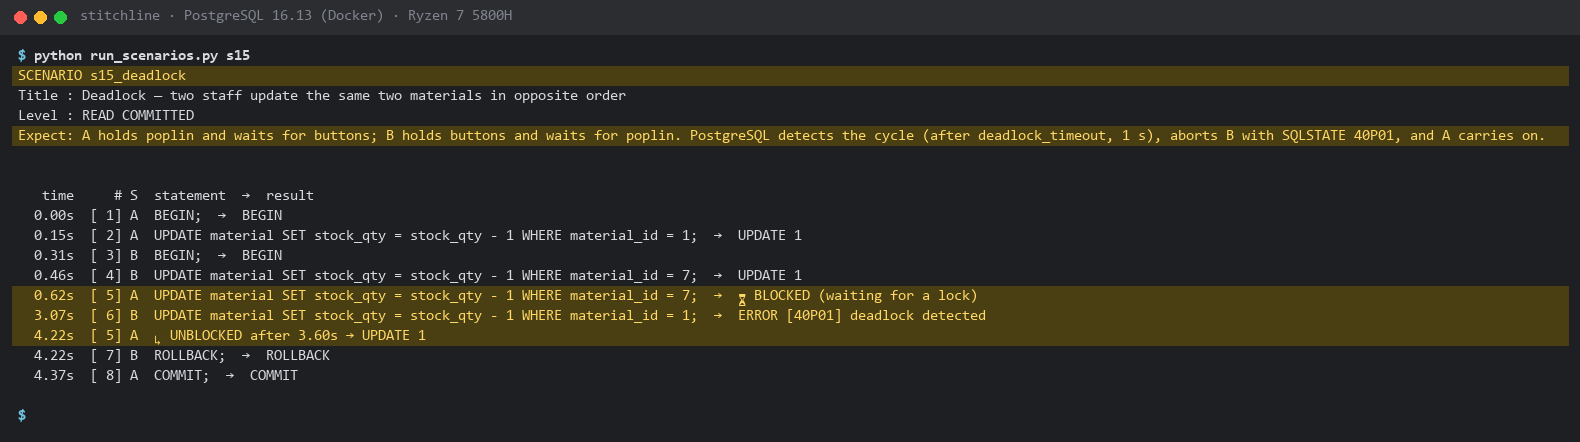 stitchline · PostgreSQL 16.13 (Docker) · Ryzen 7 5800H
$ python run_scenarios.py s15
SCENARIO s15_deadlock
Title : Deadlock — two staff update the same two materials in opposite order
Level : READ COMMITTED
Expect: A holds poplin and waits for buttons; B holds buttons and waits for poplin. PostgreSQL detects the cycle (after deadlock_timeout, 1 s), aborts B with SQLSTATE 40P01, and A carries on.
time # S statement → result
0.00s [ 1] A BEGIN; → BEGIN
0.15s [ 2] A UPDATE material SET stock_qty = stock_qty - 1 WHERE material_id = 1; → UPDATE 1
0.31s [ 3] B BEGIN; → BEGIN
0.46s [ 4] B UPDATE material SET stock_qty = stock_qty - 1 WHERE material_id = 7; → UPDATE 1
0.62s [ 5] A UPDATE material SET stock_qty = stock_qty - 1 WHERE material_id = 7; → ⏳ BLOCKED (waiting for a lock)
3.07s [ 6] B UPDATE material SET stock_qty = stock_qty - 1 WHERE material_id = 1; → ERROR [40P01] deadlock detected
4.22s [ 5] A ↳ UNBLOCKED after 3.60s → UPDATE 1
4.22s [ 7] B ROLLBACK; → ROLLBACK
4.37s [ 8] A COMMIT; → COMMIT
$